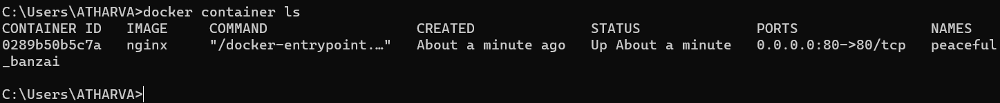 C:\Users\ATHARVA>docker container ls
CONTAINER ID   IMAGE     COMMAND                  CREATED              STATUS              PORTS                NAMES
0289b50b5c7a   nginx     "/docker-entrypoint.…"   About a minute ago   Up About a minute   0.0.0.0:80->80/tcp   peaceful
_banzai
C:\Users\ATHARVA>